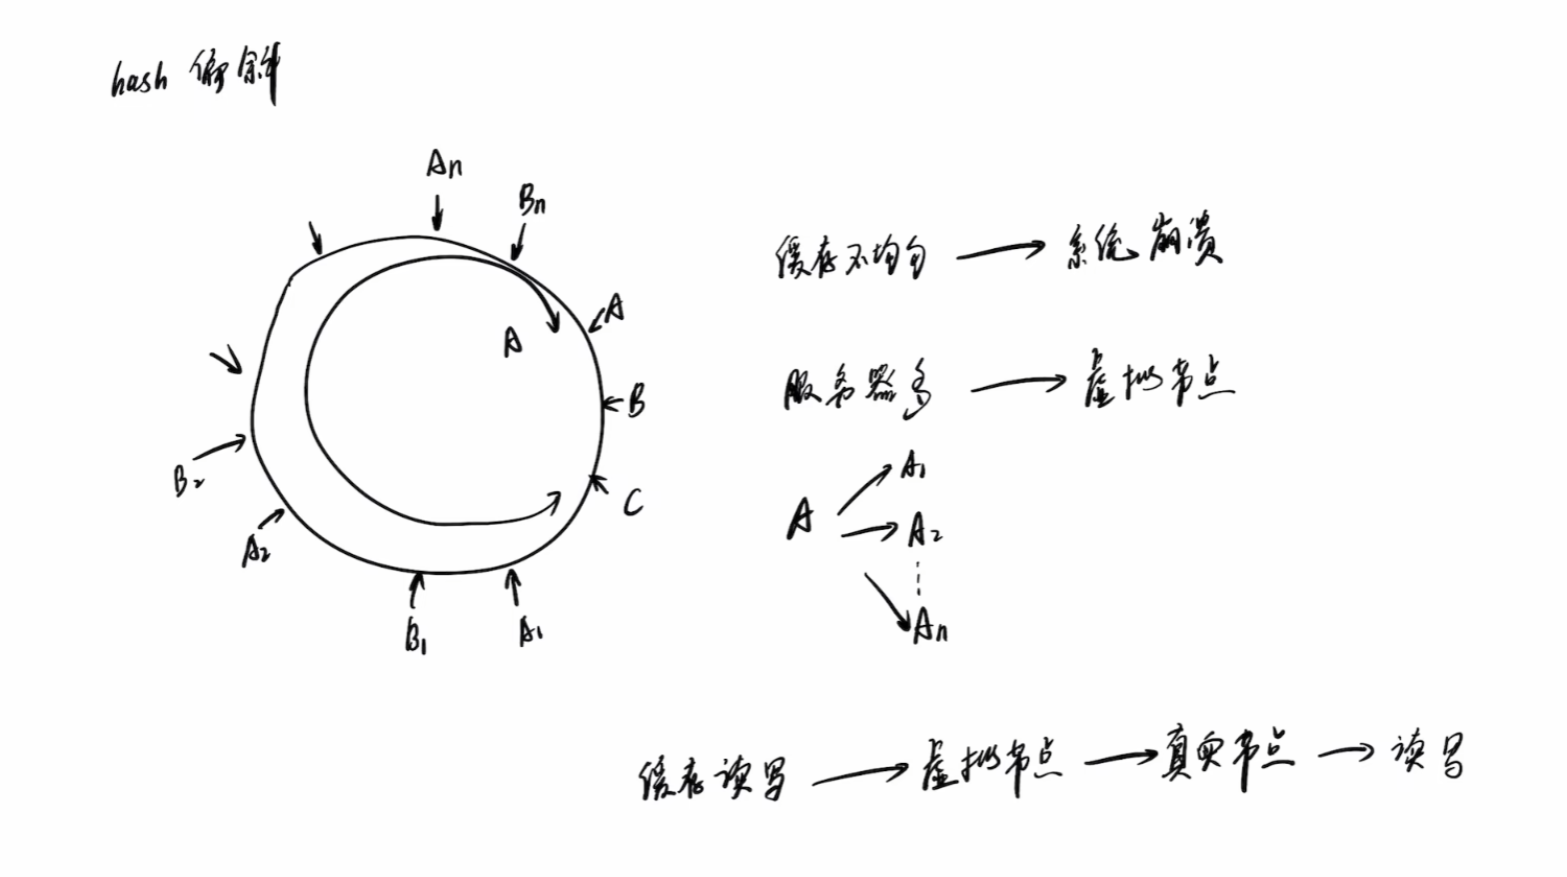 hash 偏斜
An
Bn
A
A
B
C
B2
A2
B1
A1
缓存不均匀 → 系统崩溃
服务器多 → 虚拟节点
A
A1
A2
An
缓存读写 → 虚拟节点 → 真实节点 → 读写